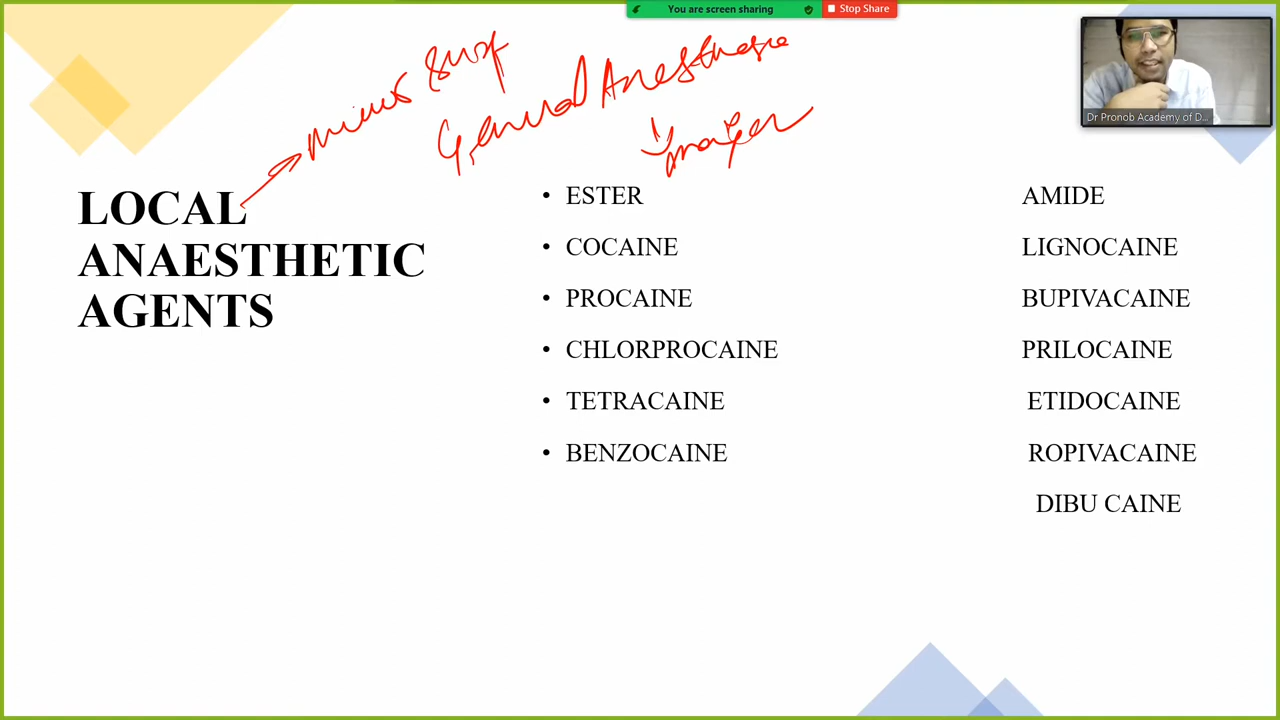 You are screen sharing
Stop Share
Dr Pronob Academy of D...
minor surg
General Anesthesia
major
LOCAL
ANAESTHETIC
AGENTS
• ESTER AMIDE
• COCAINE LIGNOCAINE
• PROCAINE BUPIVACAINE
• CHLORPROCAINE PRILOCAINE
• TETRACAINE ETIDOCAINE
• BENZOCAINE ROPIVACAINE
DIBU CAINE